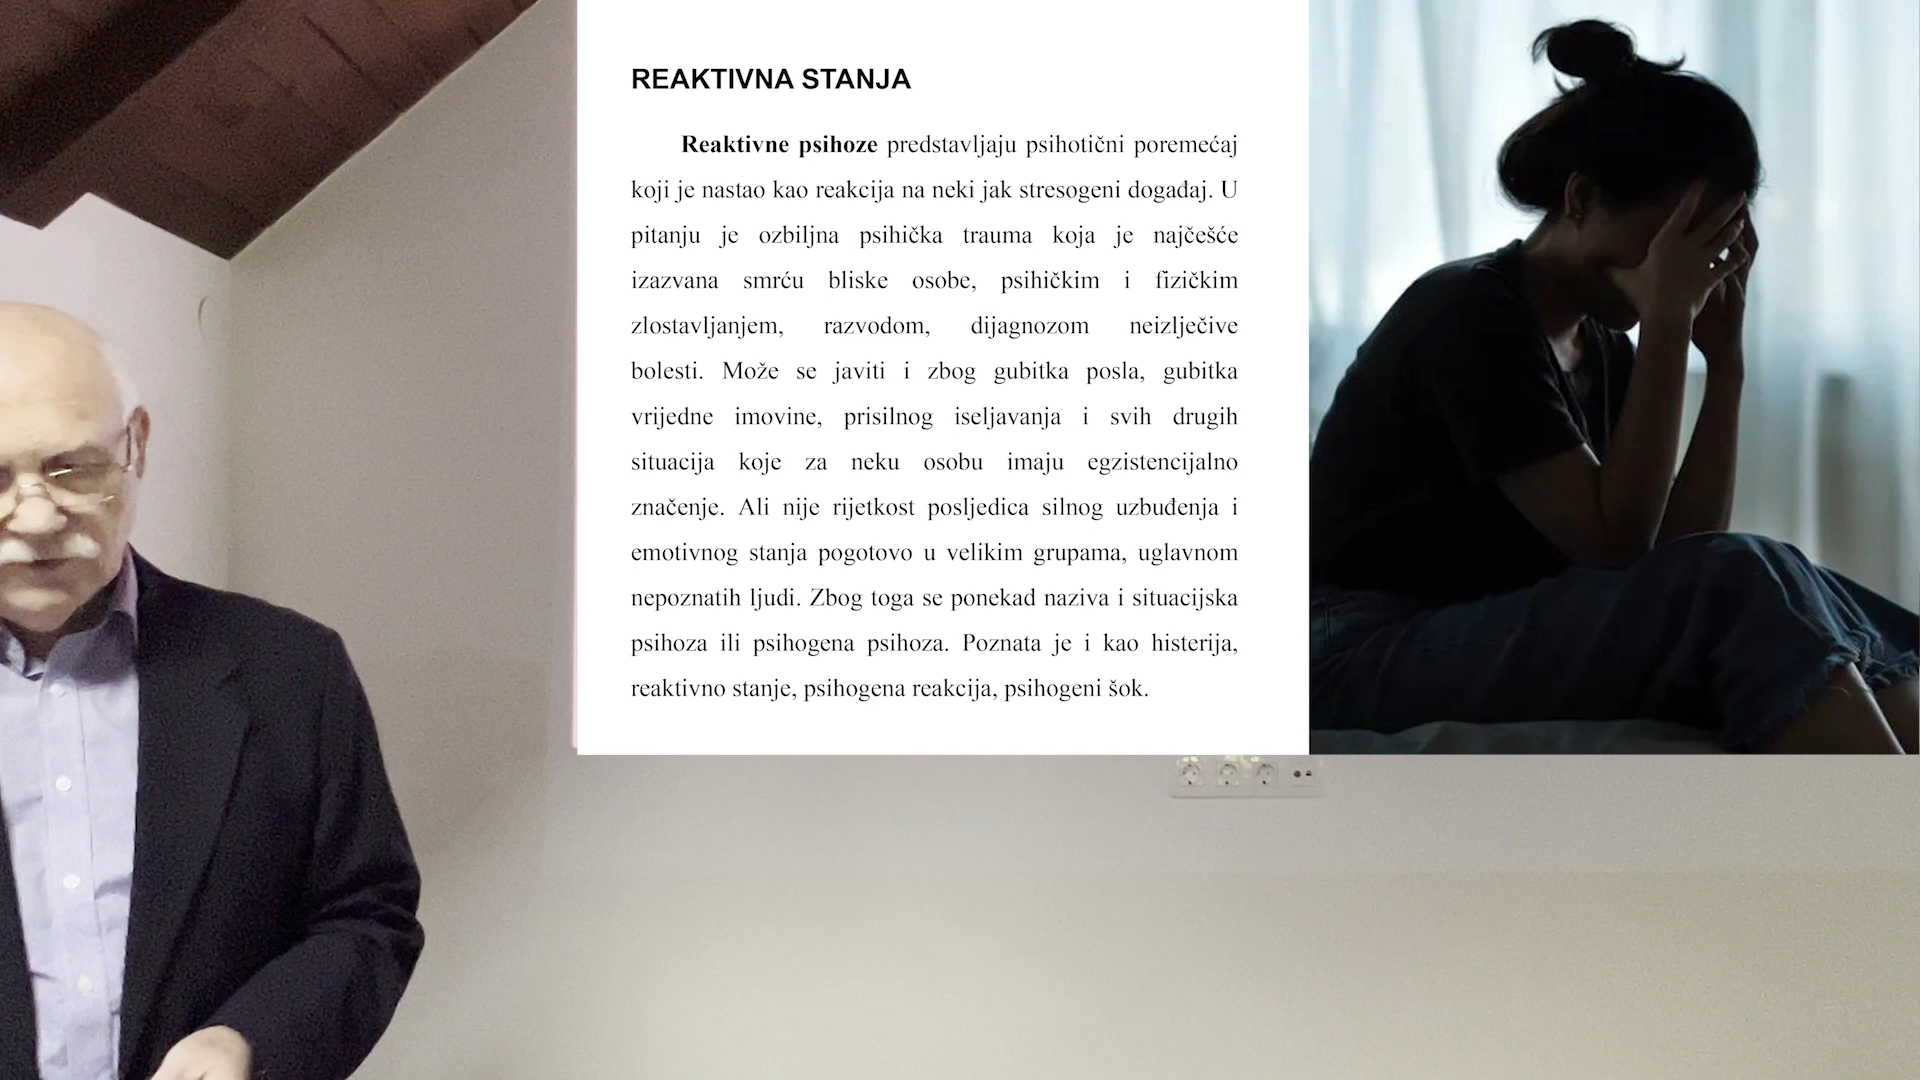 REAKTIVNA STANJA
Reaktivne psihoze predstavljaju psihotični poremećaj
koji je nastao kao reakcija na neki jak stresogeni događaj. U
pitanju je ozbiljna psihička trauma koja je najčešće
izazvana smrću bliske osobe, psihičkim i fizičkim
zlostavljanjem, razvodom, dijagnozom neizlječive
bolesti. Može se javiti i zbog gubitka posla, gubitka
vrijedne imovine, prisilnog iseljavanja i svih drugih
situacija koje za neku osobu imaju egzistencijalno
značenje. Ali nije rijetkost posljedica silnog uzbuđenja i
emotivnog stanja pogotovo u velikim grupama, uglavnom
nepoznatih ljudi. Zbog toga se ponekad naziva i situacijska
psihoza ili psihogena psihoza. Poznata je i kao histerija,
reaktivno stanje, psihogena reakcija, psihogeni šok.